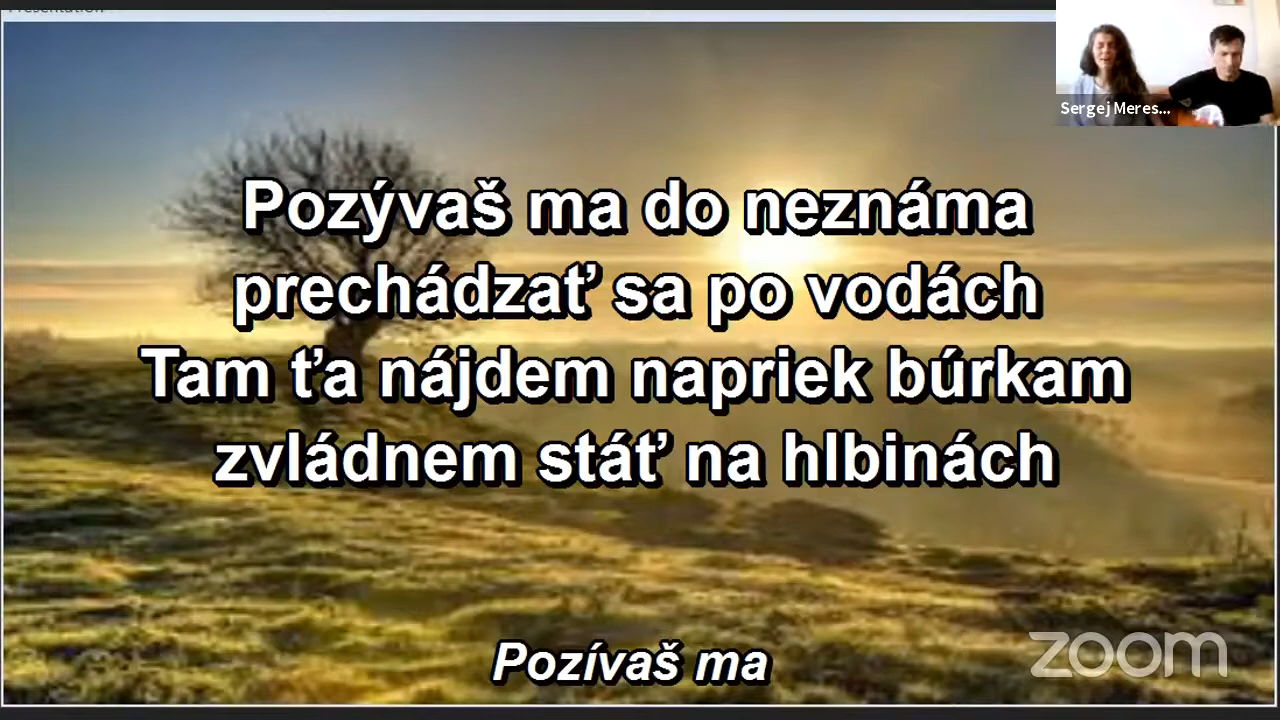 Presentation
Sergej Meres...
Pozývaš ma do neznáma
prechádzať sa po vodách
Tam ťa nájdem napriek búrkam
zvládnem stáť na hlbinách
Pozívaš ma
zoom